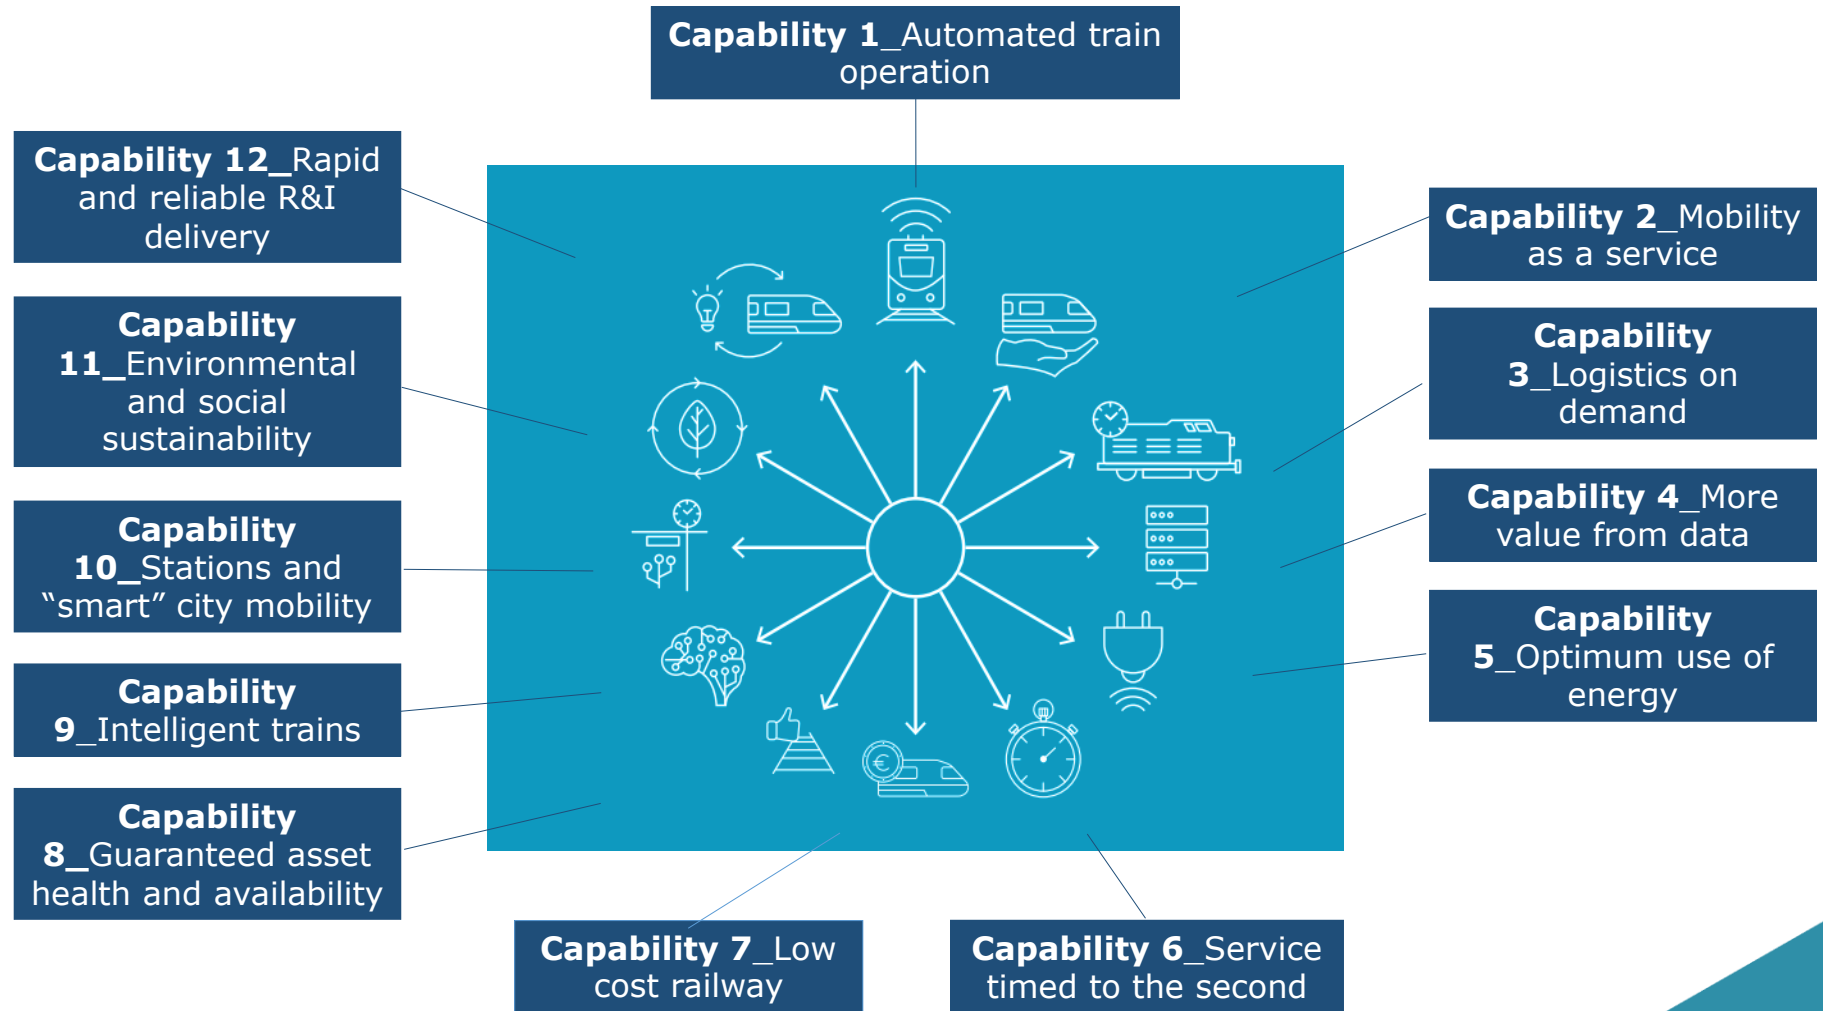 Capability 1_Automated train
operation
Capability 12_Rapid
and reliable R&I
delivery
Capability 2_Mobility
as a service
Capability
11_Environmental
and social
sustainability
Capability
3_Logistics on
demand
Capability 4_More
value from data
Capability
10_Stations and
“smart” city mobility
Capability
5_Optimum use of
energy
Capability
9_Intelligent trains
€
Capability
8_Guaranteed asset
health and availability
Capability 7_Low
cost railway
Capability 6_Service
timed to the second